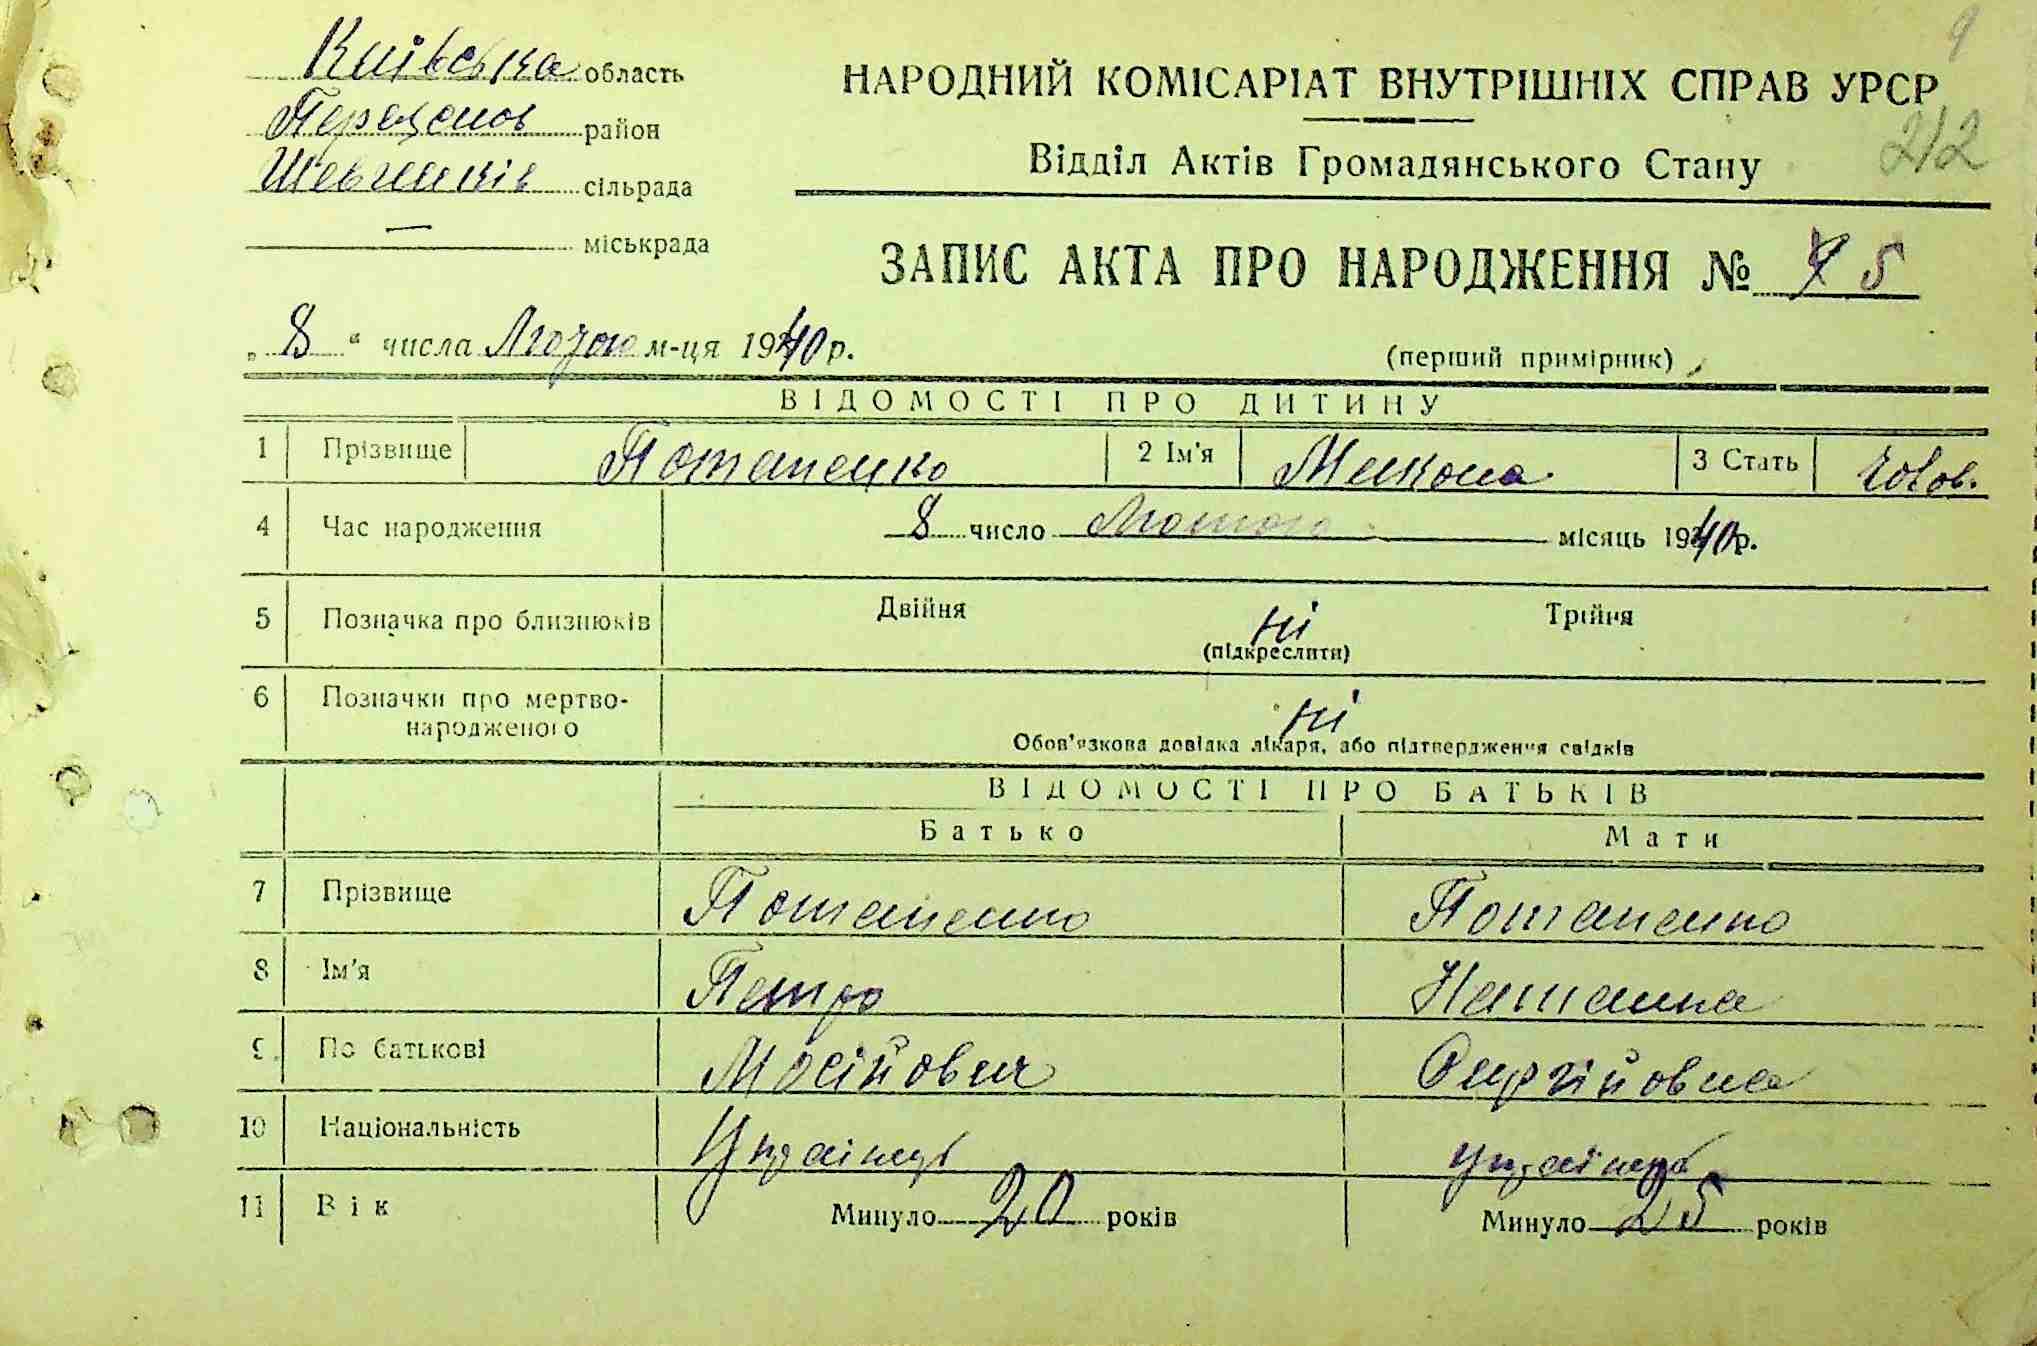 9
Київська область
НАРОДНИЙ КОМІСАРІАТ ВНУТРІШНІХ СПРАВ УРСР
район
212
Відділ Актів Громадянського Стану
Шевченків сільрада
— міськрада
ЗАПИС АКТА ПРО НАРОДЖЕННЯ № 5
„ 8 “ числа м-ця 1940 р.
(перший примірник)
ВІДОМОСТІ ПРО ДИТИНУ
1 Прізвище Потапенко 2 Ім'я Микола 3 Стать чолов.
4 Час народження 8 число Лютого місяць 1940 р.
5 Позначка про близнюків Двійня ні Трійня
(підкреслити)
6 Позначки про мертво-
народженого ні
Обов'язкова довідка лікаря, або підтвердження свідків
ВІДОМОСТІ ПРО БАТЬКІВ
Батько Мати
7 Прізвище Потапенко Потапенко
8 Ім'я Петро Наталка
9 По батькові Мосійович
10 Національність Українець українка
11 Вік Минуло 20 років Минуло 25 років